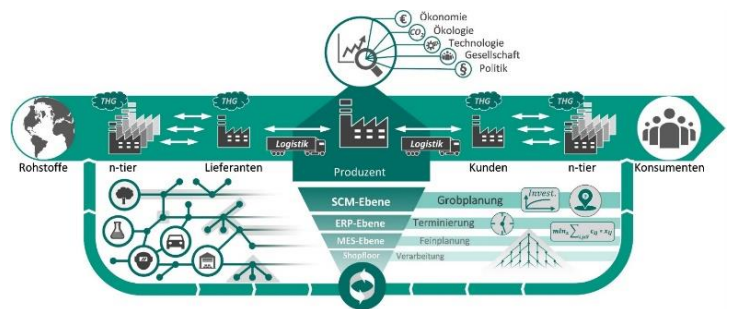 € Ökonomie
CO₂ Ökologie
Technologie
Gesellschaft
§ Politik
THG THG THG THG
Logistik Logistik
Rohstoffe n-tier Lieferanten Produzent Kunden n-tier Konsumenten
SCM-Ebene Grobplanung Invest.
ERP-Ebene Terminierung
MES-Ebene Feinplanung
Shopfloor Verarbeitung